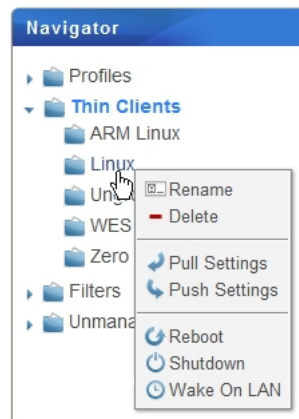 Navigator
Profiles
Thin Clients
ARM Linux
Linux
Rename
Delete
WES
Zero
Pull Settings
Push Settings
Filters
Reboot
Shutdown
Wake On LAN